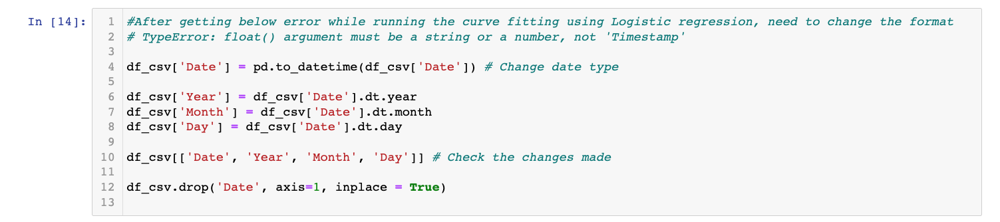 In [14]:
1 #After getting below error while running the curve fitting using Logistic regression, need to change the format
2 # TypeError: float() argument must be a string or a number, not 'Timestamp'
3
4 df_csv['Date'] = pd.to_datetime(df_csv['Date']) # Change date type
5
6 df_csv['Year'] = df_csv['Date'].dt.year
7 df_csv['Month'] = df_csv['Date'].dt.month
8 df_csv['Day'] = df_csv['Date'].dt.day
9
10 df_csv[['Date', 'Year', 'Month', 'Day']] # Check the changes made
11
12 df_csv.drop('Date', axis=1, inplace = True)
13